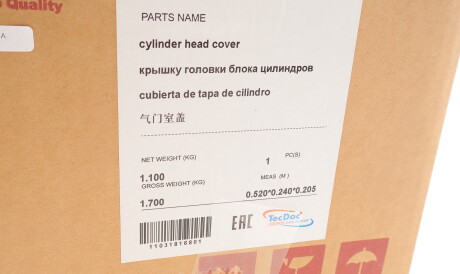 Quality
PARTS NAME
cylinder head cover
крышку головки блока цилиндров
cubierta de tapa de cilindro
气门室盖
NET WEIGHT (KG)
1.100
1 PC(S)
GROSS WEIGHT (KG)
MEAS (M)
1.700
0.520*0.240*0.205
EAC
TecDoc
11031816801